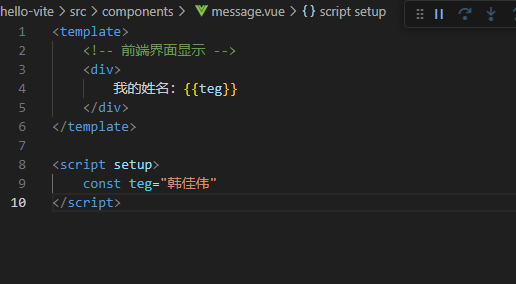 hello-vite > src > components > message.vue > {} script setup
1 <template>
2 <!-- 前端界面显示 -->
3 <div>
4 我的姓名：{{teg}}
5 </div>
6 </template>
7
8 <script setup>
9 const teg="韩佳伟"
10 </script>